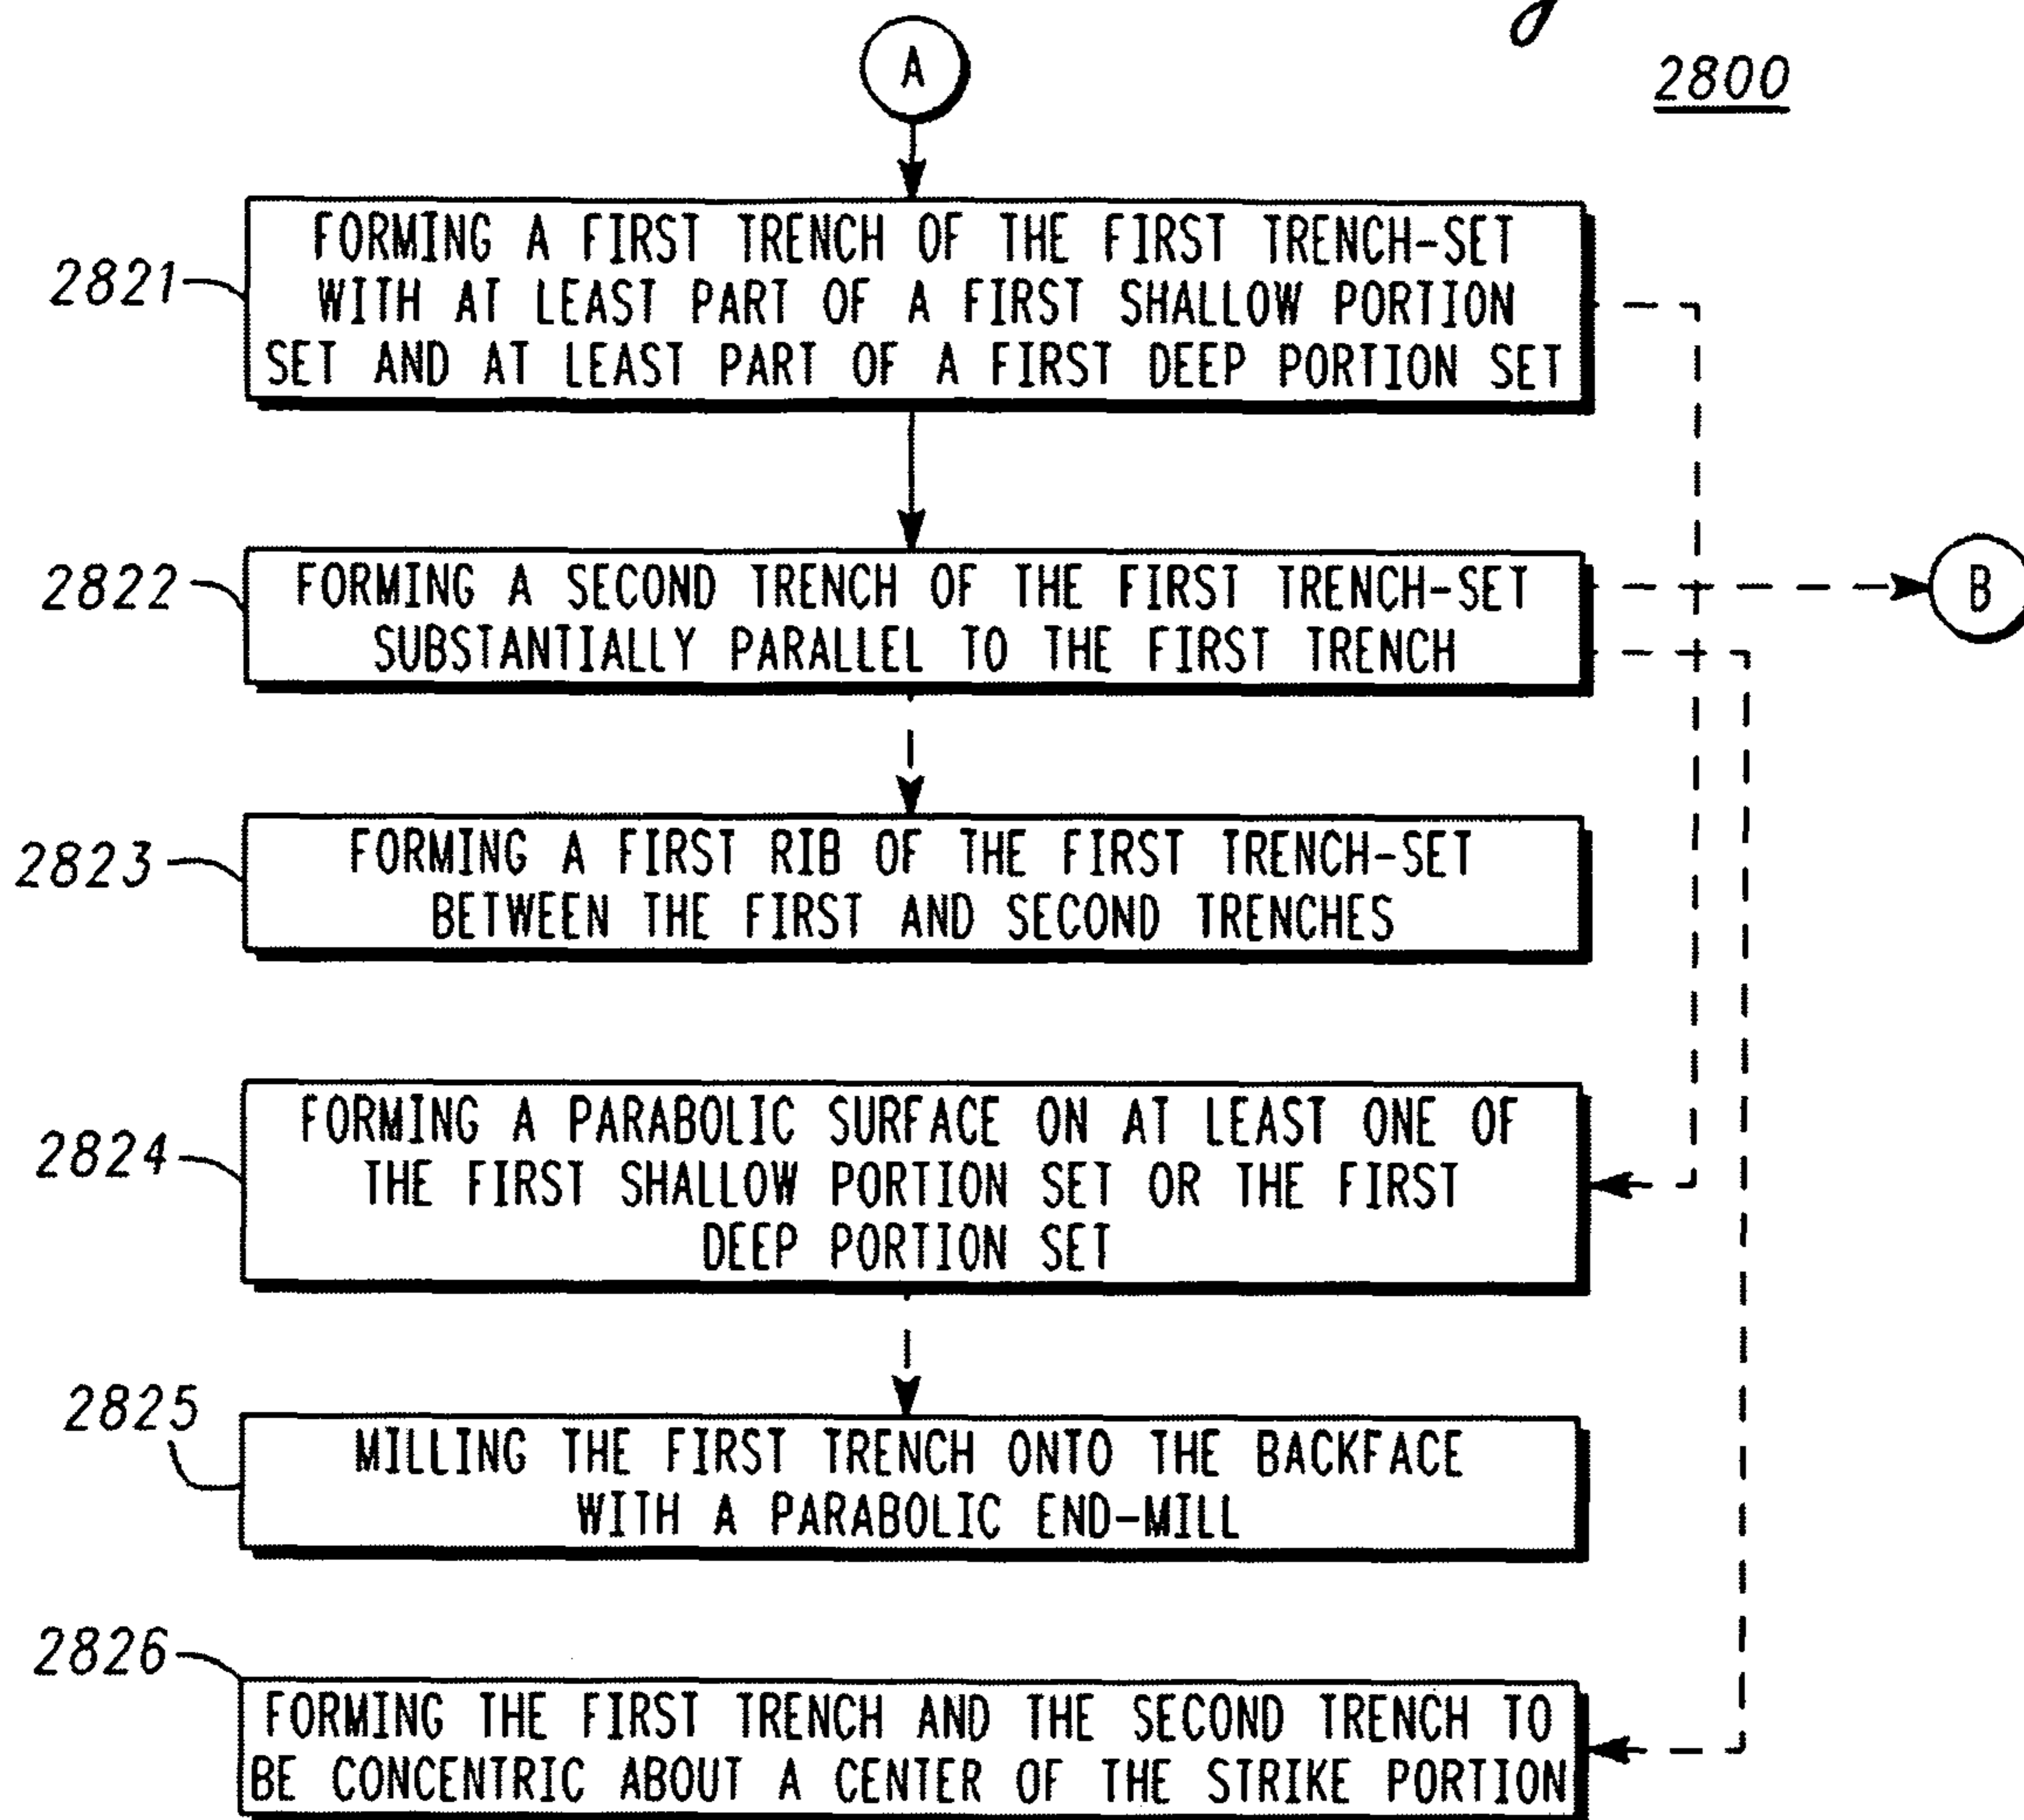 2800
A
2821
FORMING A FIRST TRENCH OF THE FIRST TRENCH-SET
WITH AT LEAST PART OF A FIRST SHALLOW PORTION
SET AND AT LEAST PART OF A FIRST DEEP PORTION SET
2822
FORMING A SECOND TRENCH OF THE FIRST TRENCH-SET
SUBSTANTIALLY PARALLEL TO THE FIRST TRENCH
B
2823
FORMING A FIRST RIB OF THE FIRST TRENCH-SET
BETWEEN THE FIRST AND SECOND TRENCHES
2824
FORMING A PARABOLIC SURFACE ON AT LEAST ONE OF
THE FIRST SHALLOW PORTION SET OR THE FIRST
DEEP PORTION SET
2825
MILLING THE FIRST TRENCH ONTO THE BACKFACE
WITH A PARABOLIC END-MILL
2826
FORMING THE FIRST TRENCH AND THE SECOND TRENCH TO
BE CONCENTRIC ABOUT A CENTER OF THE STRIKE PORTION